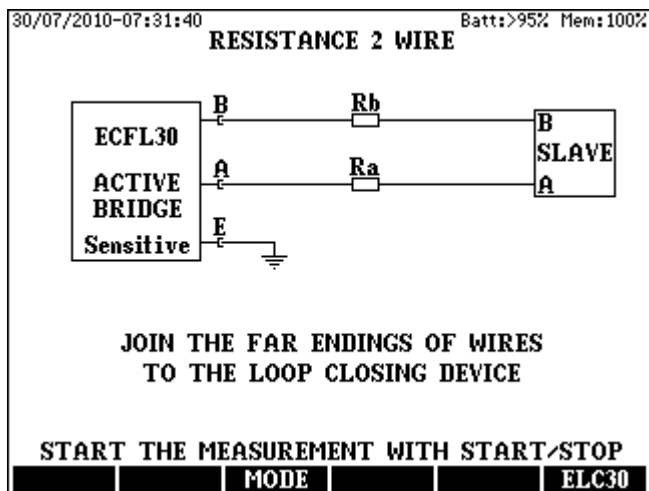 30/07/2010-07:31:40 Batt:>95% Mem:100%
RESISTANCE 2 WIRE
B Rb B
ECFL30 SLAVE
A Ra A
ACTIVE
BRIDGE
E
Sensitive
JOIN THE FAR ENDINGS OF WIRES
TO THE LOOP CLOSING DEVICE
START THE MEASUREMENT WITH START/STOP
MODE ELC30